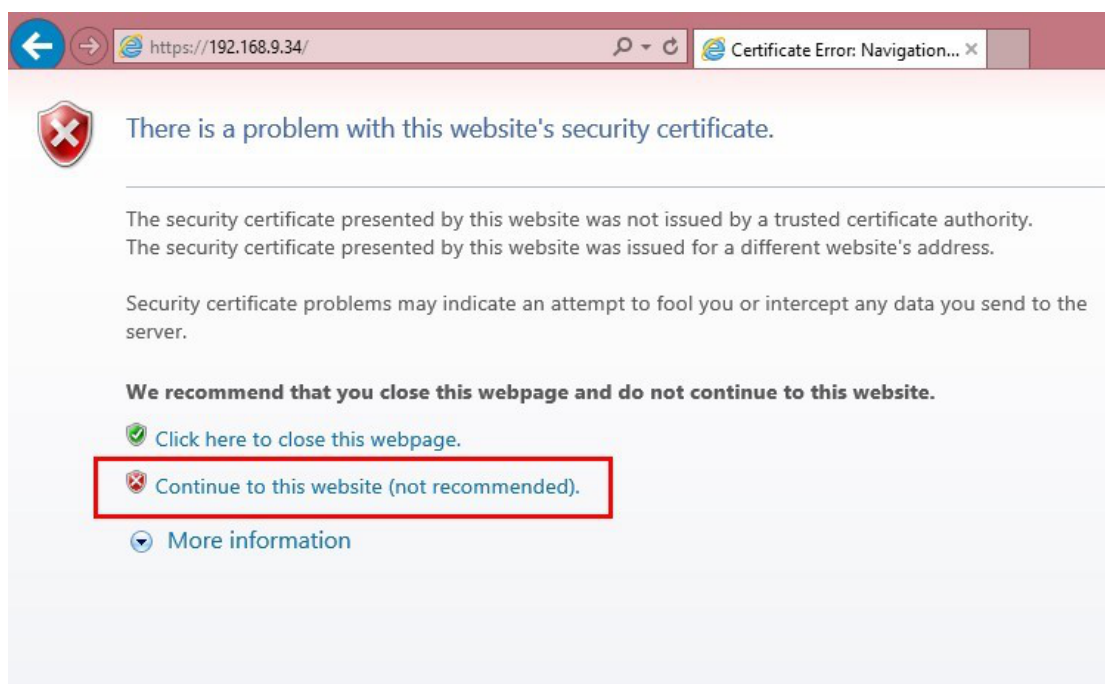 https://192.168.9.34/
Certificate Error: Navigation...
There is a problem with this website's security certificate.
The security certificate presented by this website was not issued by a trusted certificate authority.
The security certificate presented by this website was issued for a different website's address.
Security certificate problems may indicate an attempt to fool you or intercept any data you send to the
server.
We recommend that you close this webpage and do not continue to this website.
Click here to close this webpage.
Continue to this website (not recommended).
More information